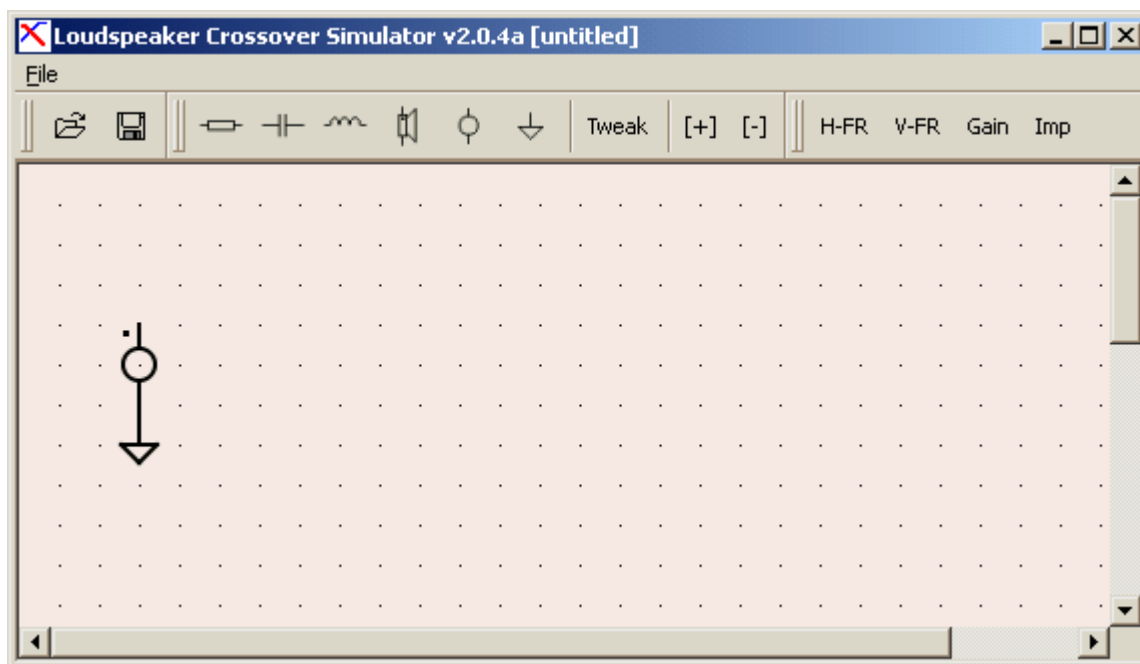 Loudspeaker Crossover Simulator v2.0.4a [untitled]
File
Tweak [+] [-] H-FR V-FR Gain Imp